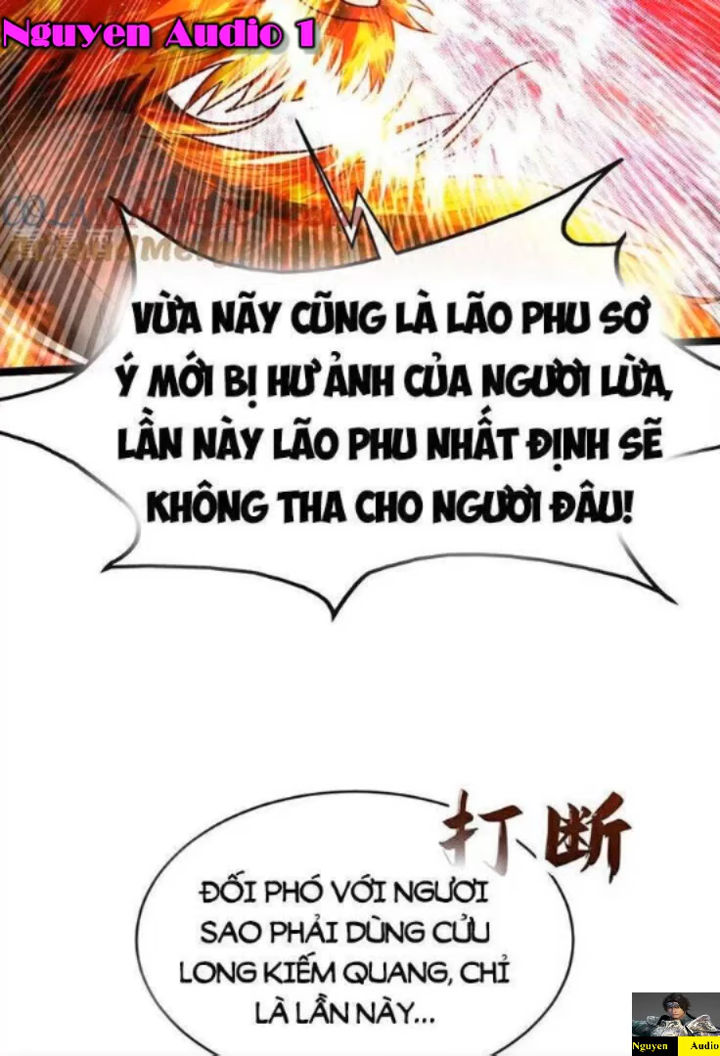 Nguyen Audio 1
VỪA NÃY CŨNG LÀ LÃO PHU SƠ
Ý MỚI BỊ HƯ ẢNH CỦA NGƯƠI LỪA,
LẦN NÀY LÃO PHU NHẤT ĐỊNH SẼ
KHÔNG THA CHO NGƯƠI ĐÂU!
打断
ĐỐI PHÓ VỚI NGƯƠI
SAO PHẢI DÙNG CỬU
LONG KIẾM QUANG, CHỈ
LÀ LẦN NÀY...
Nguyen Audio